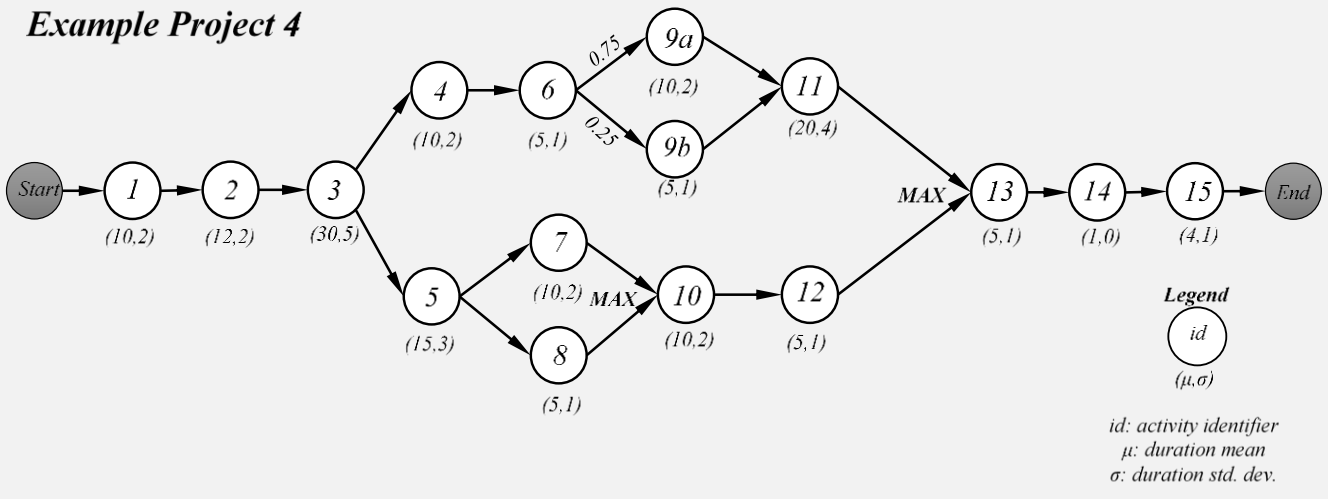 Example Project 4
0.75
9a
(10,2)
4
(10,2)
6
(5,1)
0.25
9b
(5,1)
11
(20,4)
Start
1
(10,2)
2
(12,2)
3
(30,5)
MAX
13
(5,1)
14
(1,0)
15
(4,1)
End
5
(15,3)
7
(10,2)
8
(5,1)
MAX
10
(10,2)
12
(5,1)
Legend
id
(μ,σ)
id: activity identifier
μ: duration mean
σ: duration std. dev.